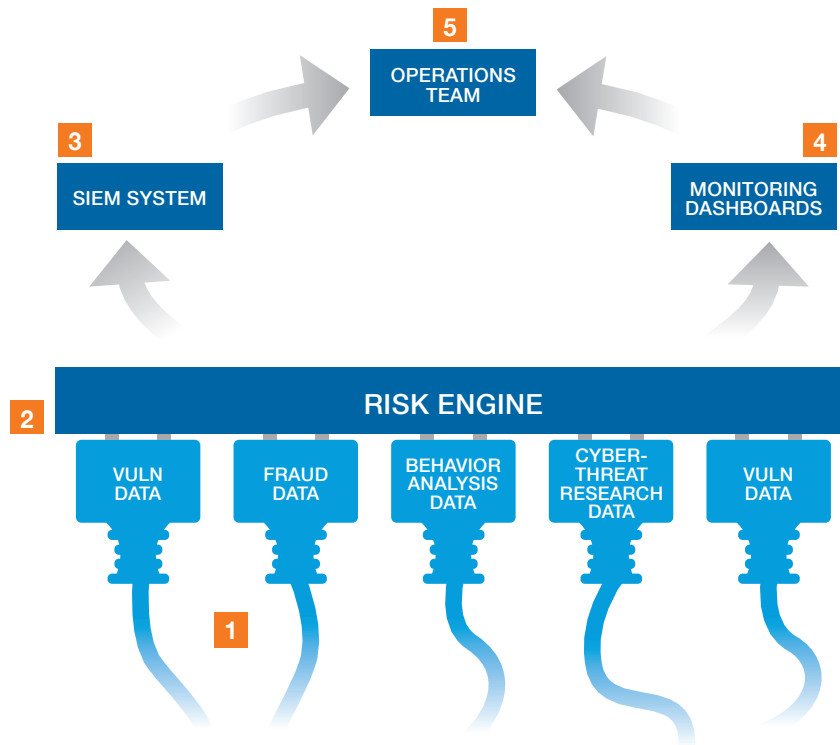 5
OPERATIONS
TEAM
3
SIEM SYSTEM
4
MONITORING
DASHBOARDS
2
RISK ENGINE
VULN
DATA
FRAUD
DATA
BEHAVIOR
ANALYSIS
DATA
CYBER-
THREAT
RESEARCH
DATA
VULN
DATA
1